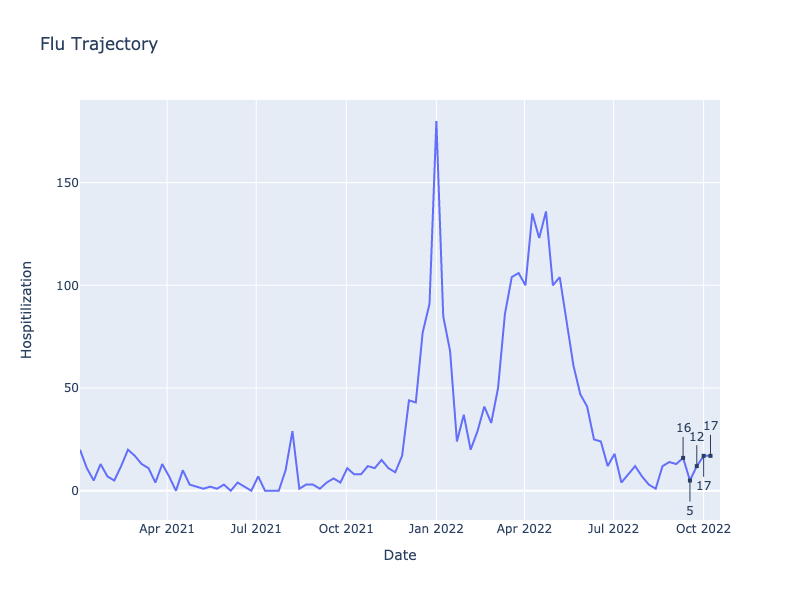 Flu Trajectory
Hospitilization
150
100
50
0
16
12
17
17
5
Apr 2021
Jul 2021
Oct 2021
Jan 2022
Apr 2022
Jul 2022
Oct 2022
Date